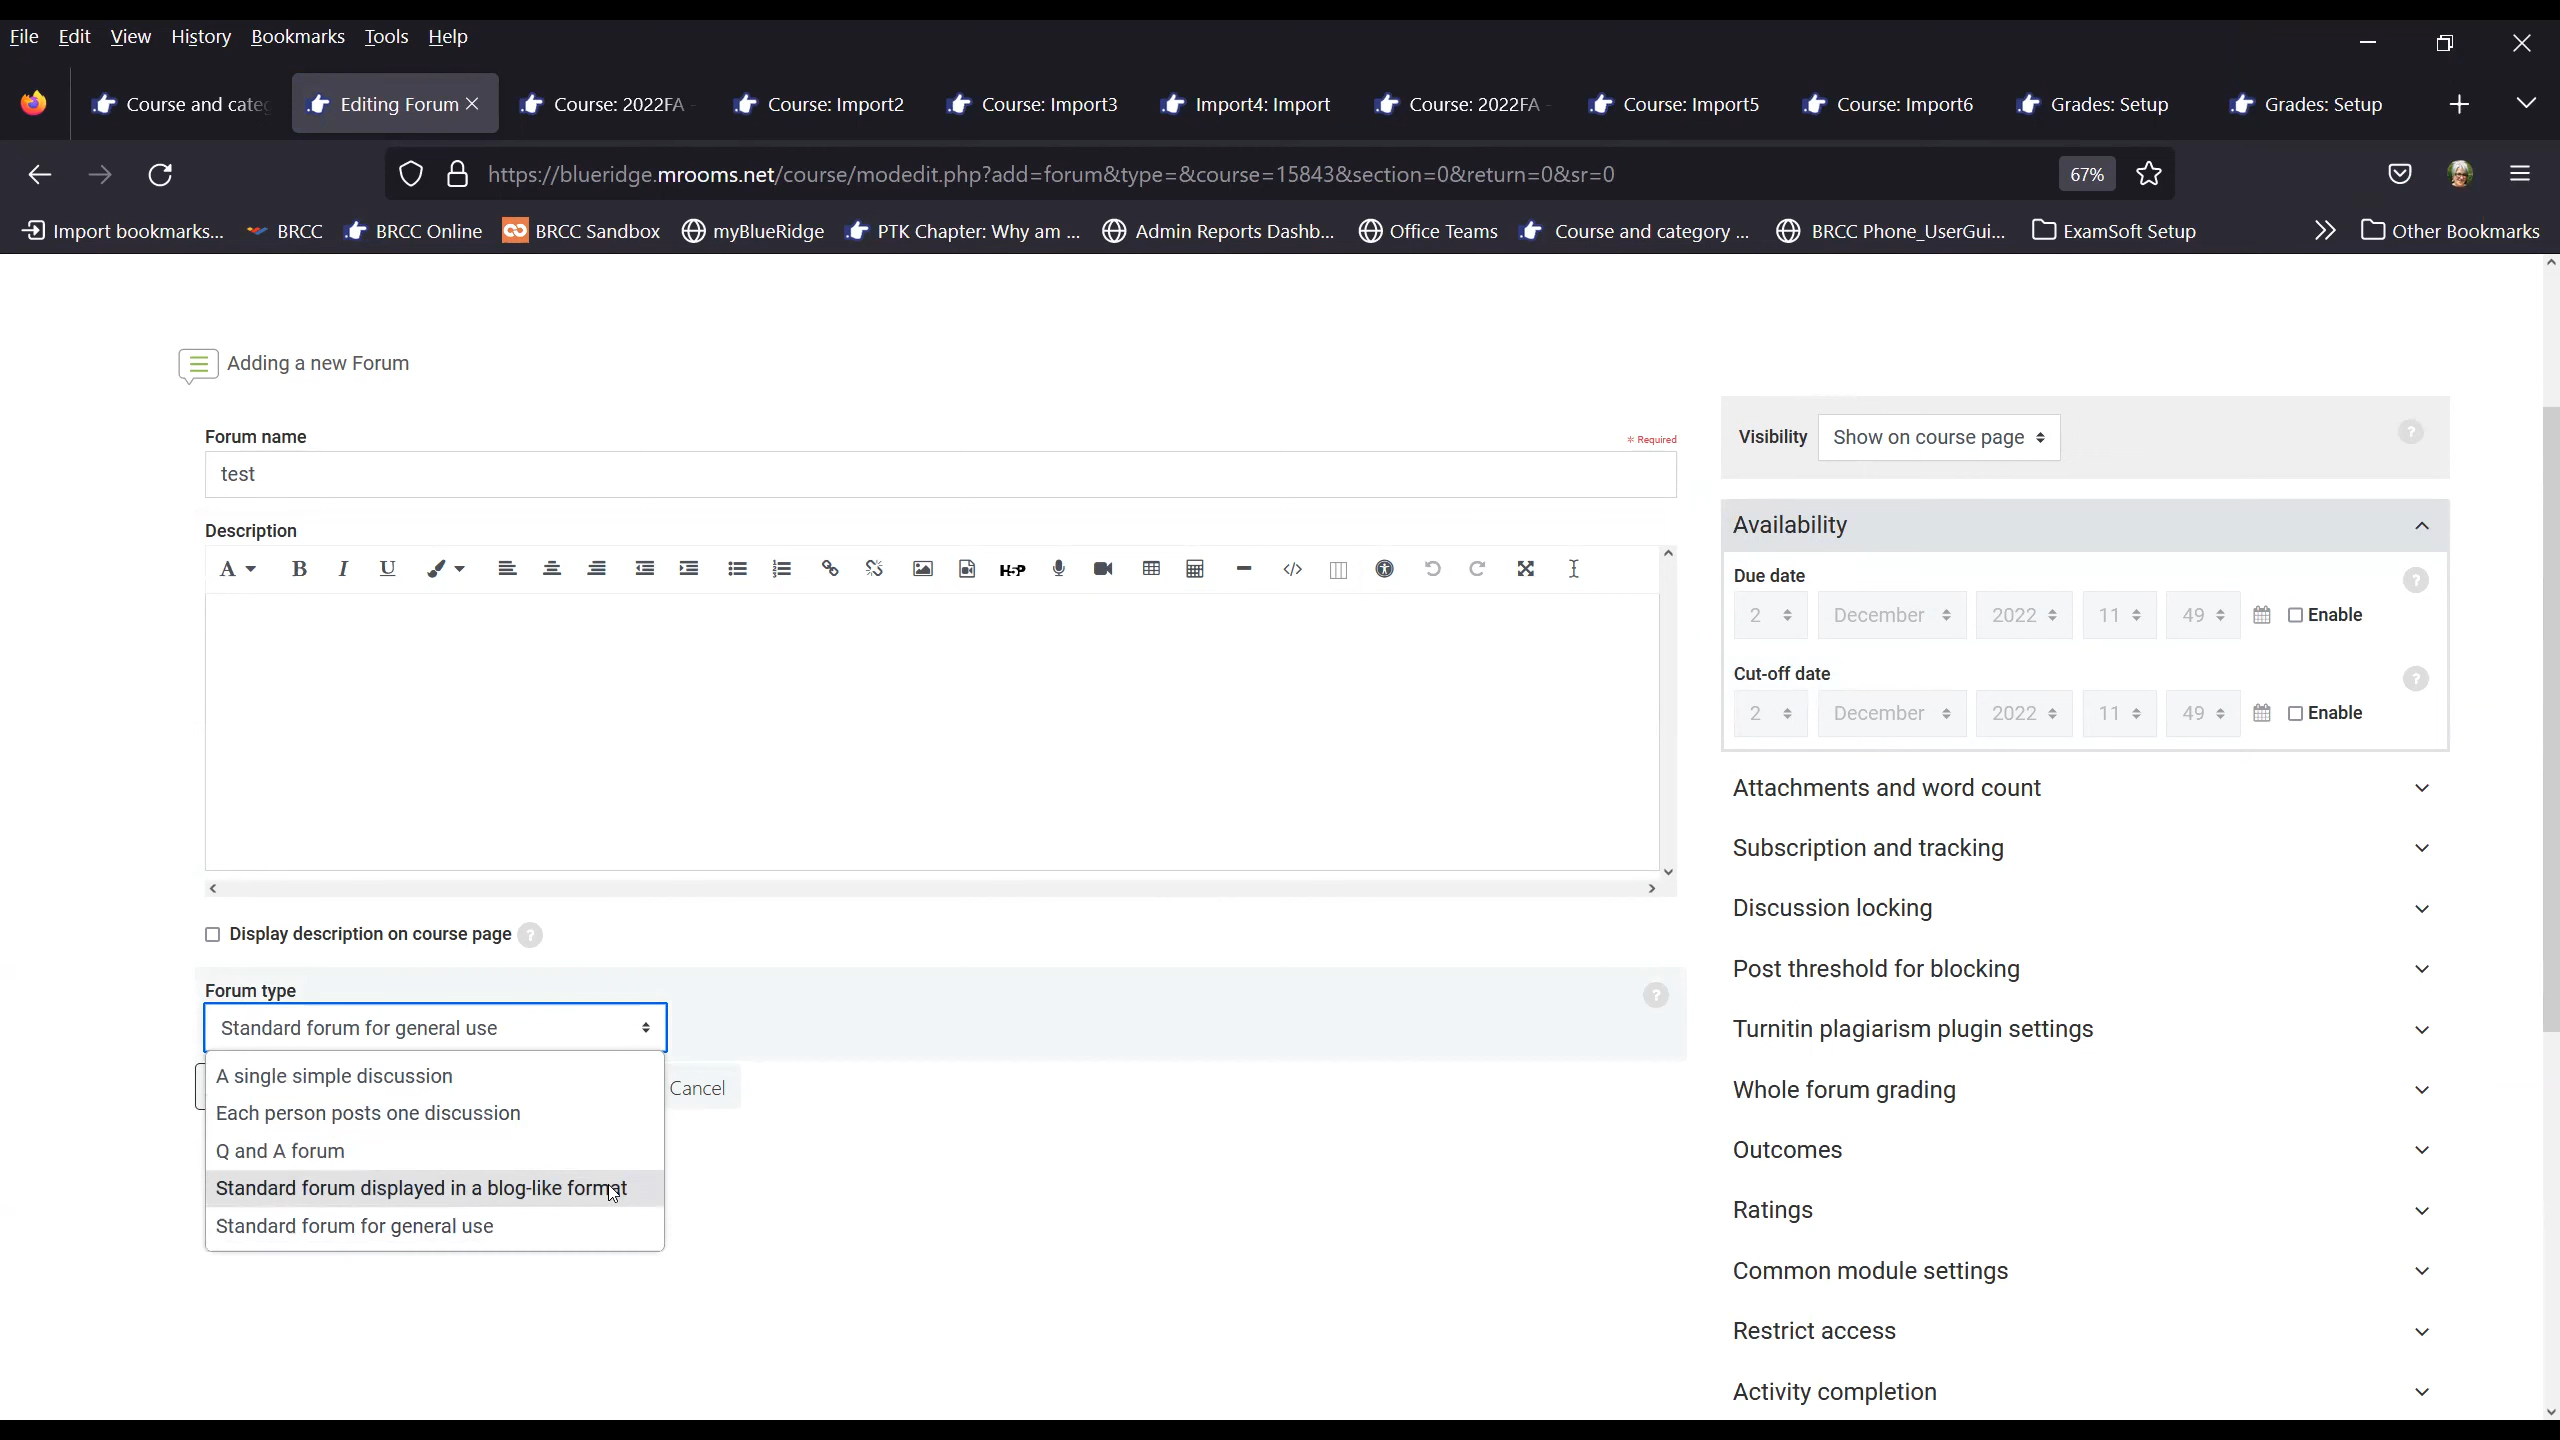 File Edit View History Bookmarks Tools Help
Course and cate
Editing Forum
Course: 2022FA
Course: Import2
Course: Import3
Import4: Import
Course: 2022FA
Course: Import5
Course: Import6
Grades: Setup
Grades: Setup
https://blueridge.mrooms.net/course/modedit.php?add=forum&type=&course=15843&section=0&return=0&sr=0
67%
Import bookmarks...
BRCC
BRCC Online
BRCC Sandbox
myBlueRidge
PTK Chapter: Why am ...
Admin Reports Dashb...
Office Teams
Course and category ...
BRCC Phone_UserGui...
ExamSoft Setup
Other Bookmarks
Adding a new Forum
Forum name
* Required
test
Description
A B I U H-5P
Display description on course page ?
Forum type
?
Standard forum for general use
A single simple discussion
Each person posts one discussion
Q and A forum
Standard forum displayed in a blog-like format
Standard forum for general use
Cancel
Visibility Show on course page ?
Availability
Due date ?
2 December 2022 11 49 Enable
Cut-off date ?
2 December 2022 11 49 Enable
Attachments and word count
Subscription and tracking
Discussion locking
Post threshold for blocking
Turnitin plagiarism plugin settings
Whole forum grading
Outcomes
Ratings
Common module settings
Restrict access
Activity completion